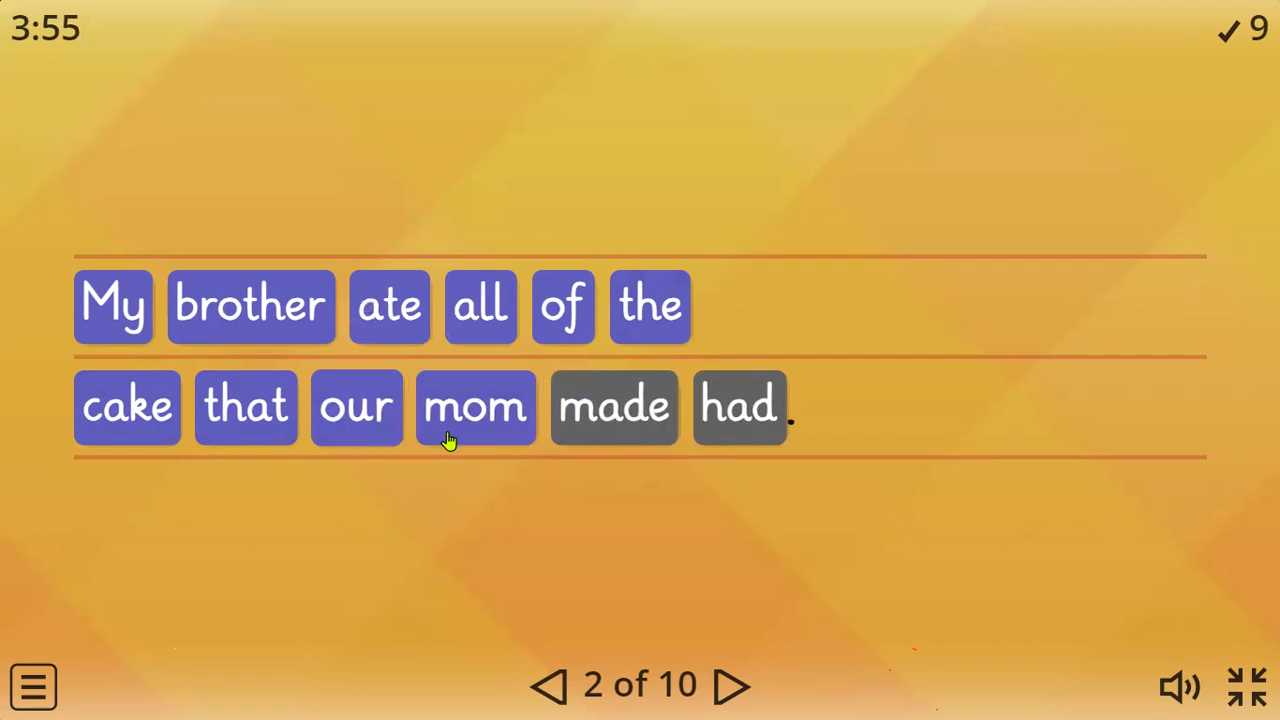 3:55
✓ 9
My brother ate all of the
cake that our mom made had.
2 of 10